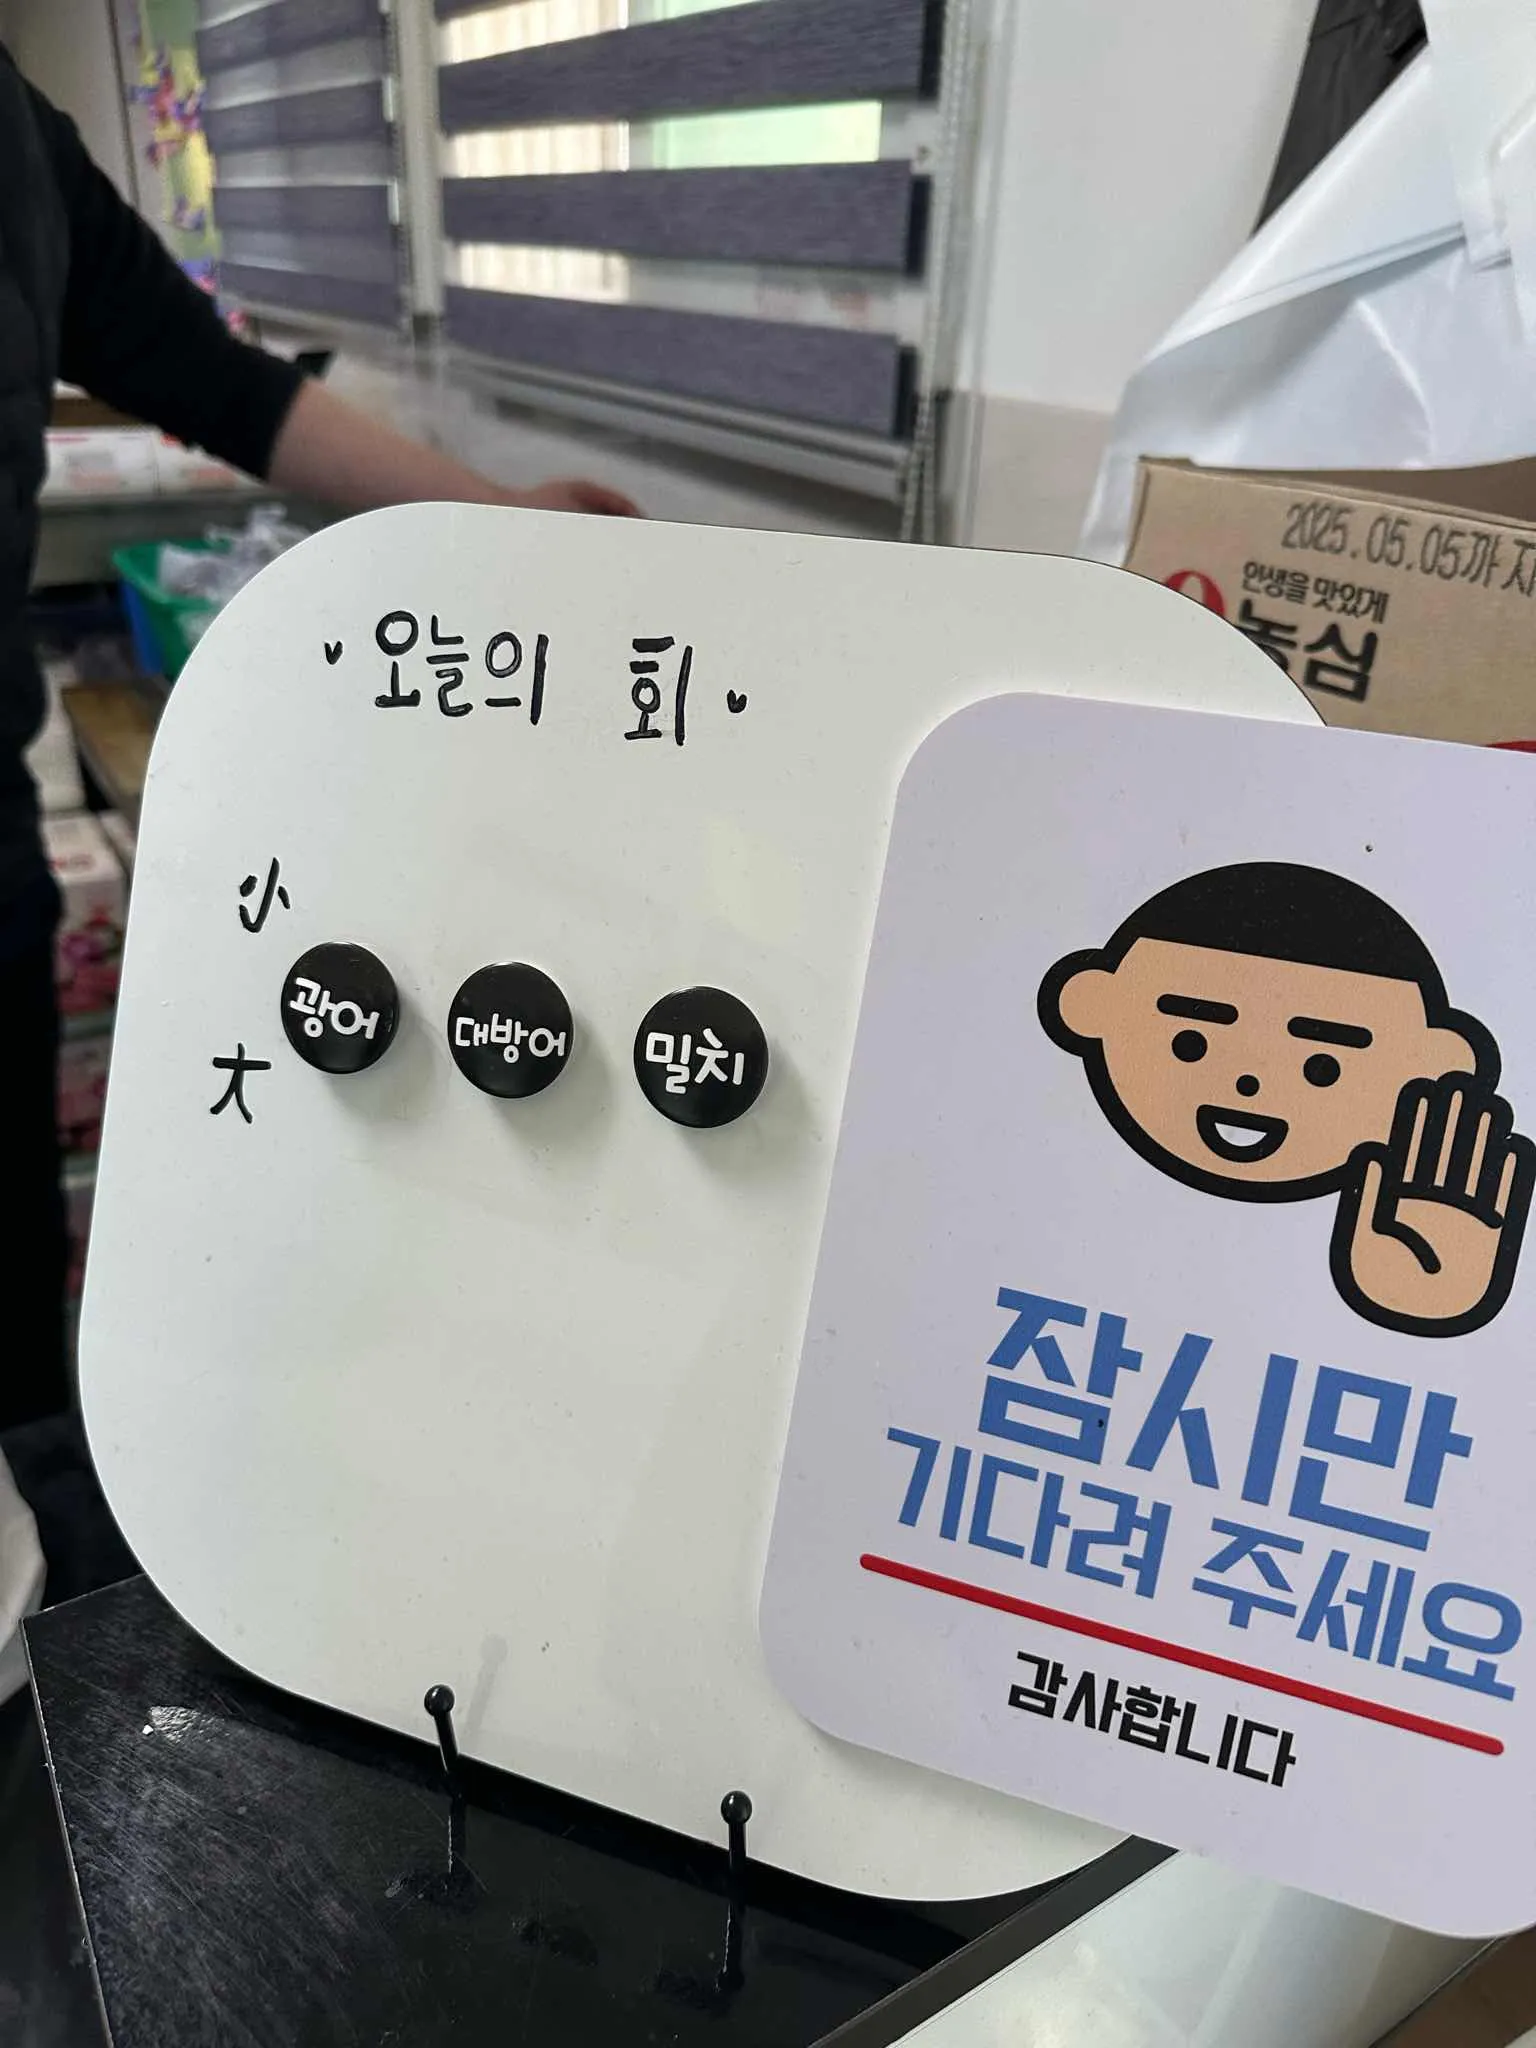 오늘의 회
小
大
광어
대방어
밀치
2025.05.05까지
인생을 맛있게
농심
잠시만
기다려 주세요
감사합니다